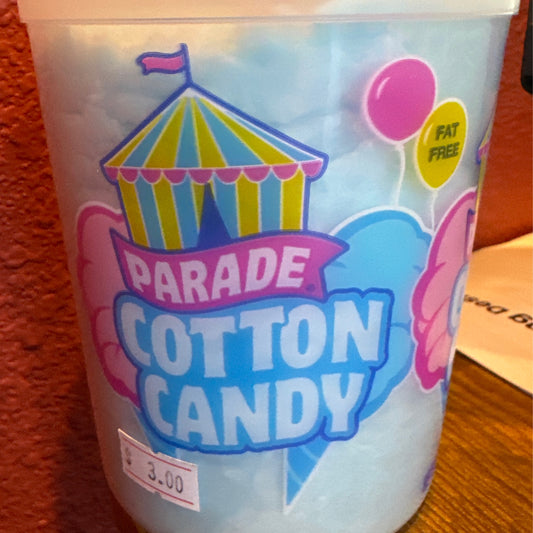 FAT
FREE
PARADE
COTTON
CANDY
$ 3.00